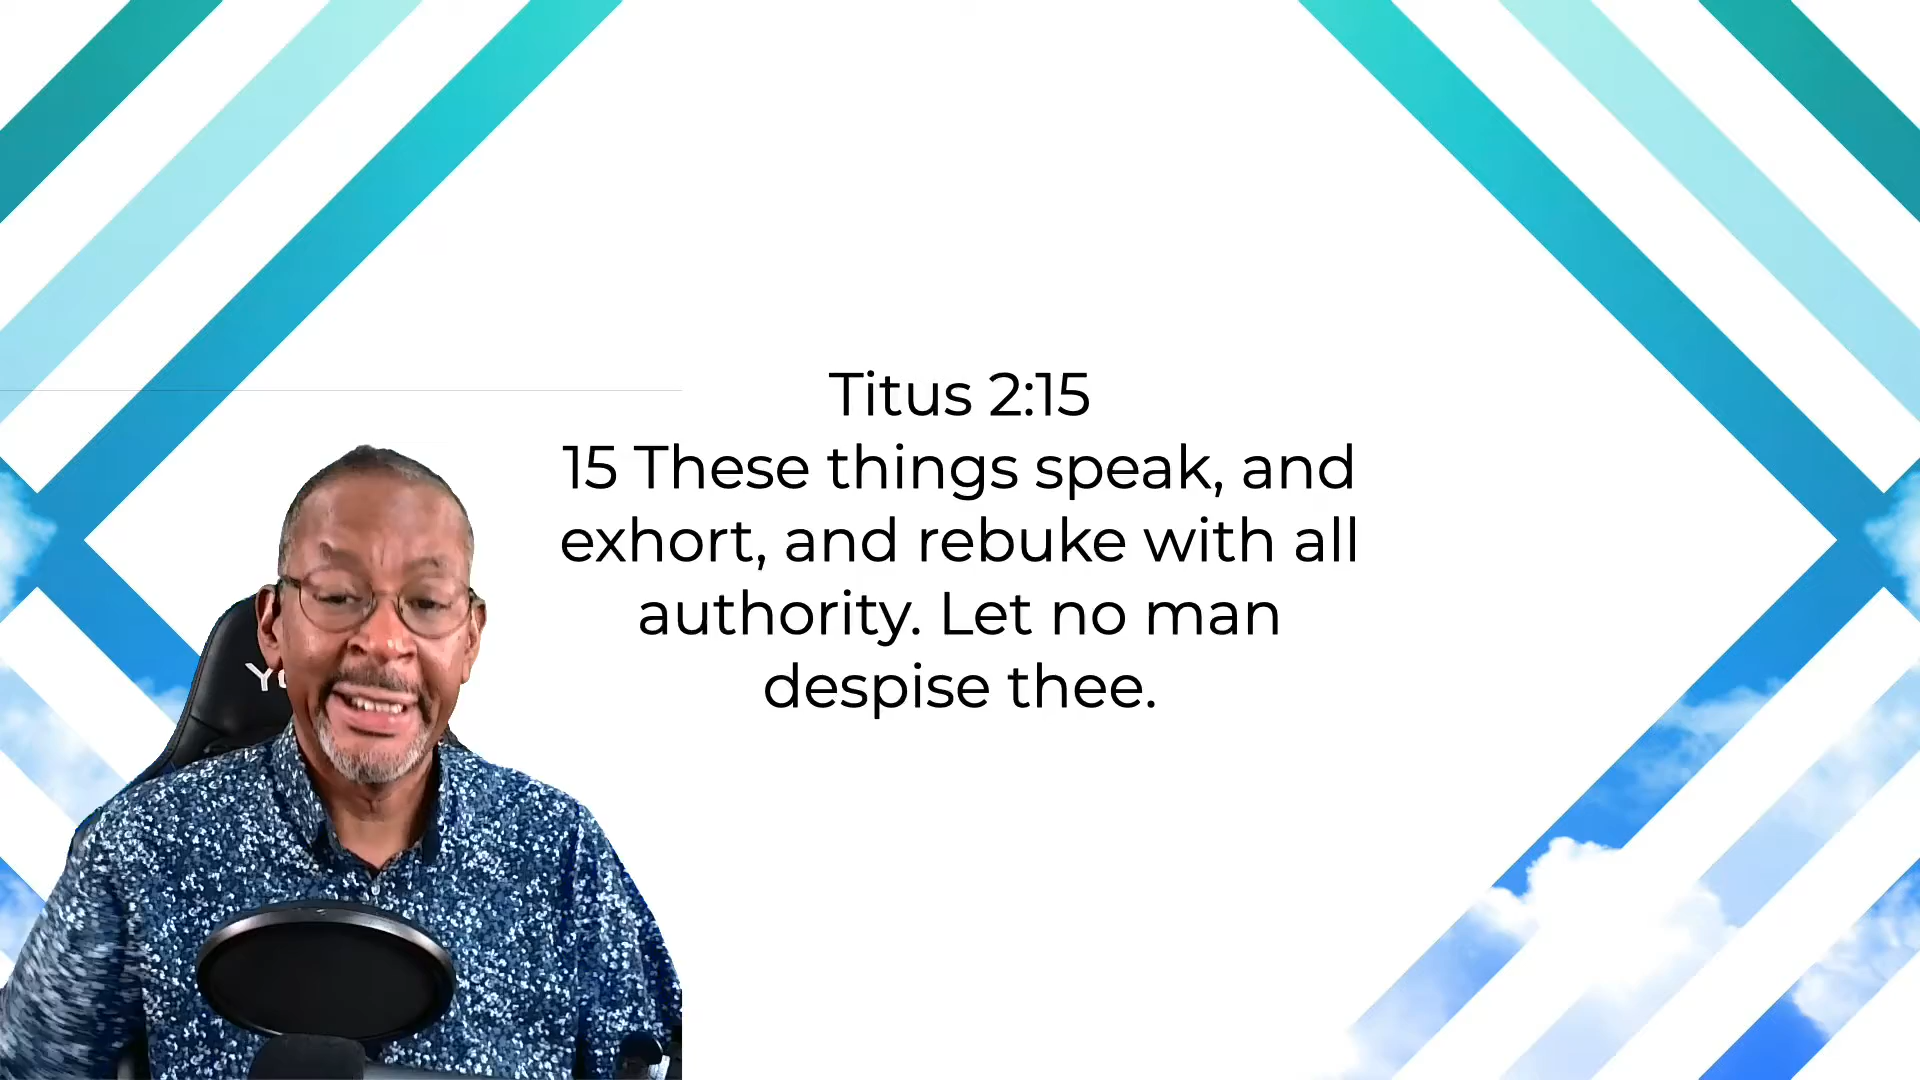 Titus 2:15
15 These things speak, and
exhort, and rebuke with all
authority. Let no man
despise thee.